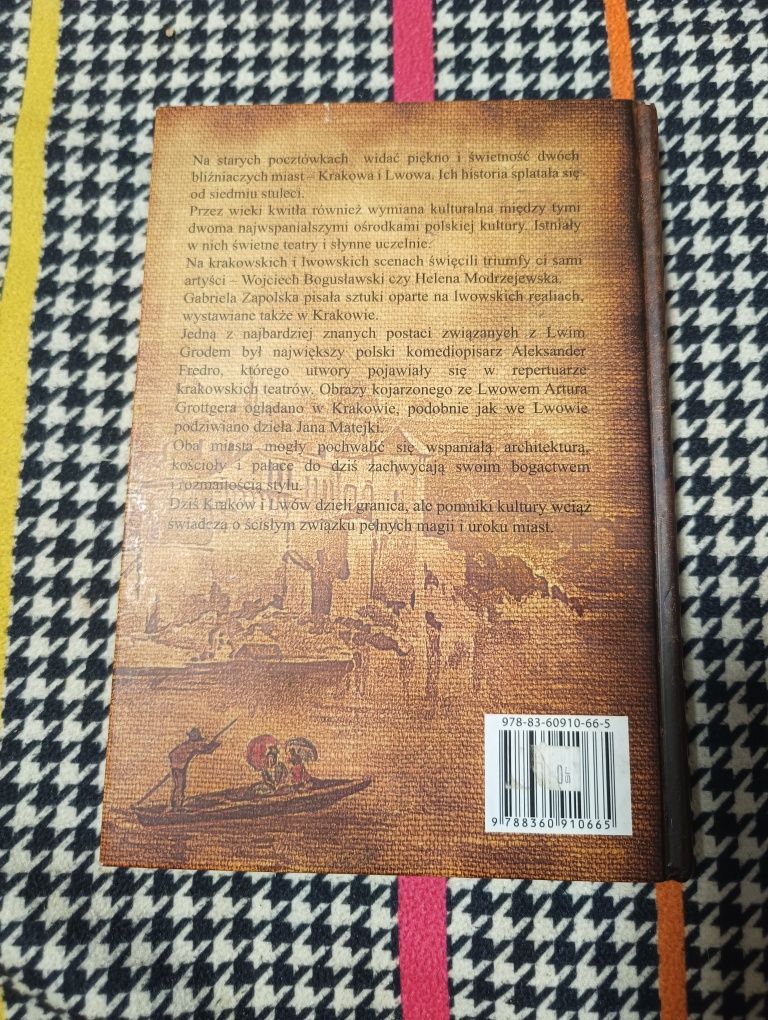 Na starych pocztówkach widać piękno i świetność dwóch
bliźniaczych miast – Krakowa i Lwowa. Ich historia splatała się
od siedmiu stuleci.
Przez wieki kwitła również wymiana kulturalna między tymi
dwoma najwspanialszymi ośrodkami polskiej kultury. Istniały
w nich świetne teatry i słynne uczelnie.
Na krakowskich i lwowskich scenach święcili triumfy ci sami
artyści – Wojciech Bogusławski czy Helena Modrzejewska.
Gabriela Zapolska pisała sztuki oparte na lwowskich realiach,
wystawiane także w Krakowie.
Jedną z najbardziej znanych postaci związanych z Lwim
Grodem był największy polski komediopisarz Aleksander
Fredro, którego utwory pojawiały się w repertuarze
krakowskich teatrów. Obrazy kojarzonego ze Lwowem Artura
Grottgera oglądano w Krakowie, podobnie jak we Lwowie
podziwiano dzieła Jana Matejki.
Oba miasta mogły pochwalić się wspaniałą architekturą,
kościoły i pałace do dziś zachwycają swoim bogactwem
i rozmaitością stylu.
Dziś Kraków i Lwów dzieli granica, ale pomniki kultury wciąż
świadczą o ścisłym związku pełnych magii i uroku miast.
978-83-60910-66-5
9 788360 910665